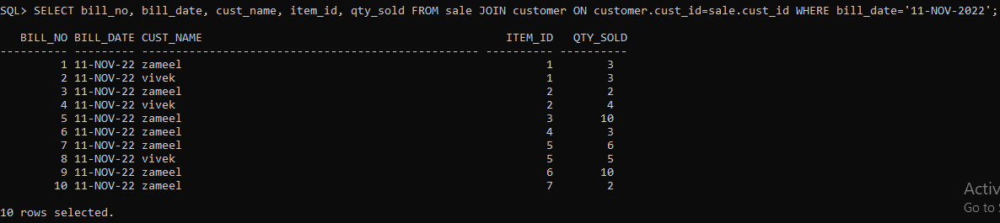 SQL> SELECT bill_no, bill_date, cust_name, item_id, qty_sold FROM sale JOIN customer ON customer.cust_id=sale.cust_id WHERE bill_date='11-NOV-2022';
BILL_NO BILL_DATE CUST_NAME ITEM_ID QTY_SOLD
---------- --------- -------------------------------------------------- ---------- ----------
1 11-NOV-22 zameel 1 3
2 11-NOV-22 vivek 1 3
3 11-NOV-22 zameel 2 2
4 11-NOV-22 vivek 2 4
5 11-NOV-22 zameel 3 10
6 11-NOV-22 zameel 4 3
7 11-NOV-22 zameel 5 6
8 11-NOV-22 vivek 5 5
9 11-NOV-22 zameel 6 10
10 11-NOV-22 zameel 7 2
Activ
Go to S
10 rows selected.